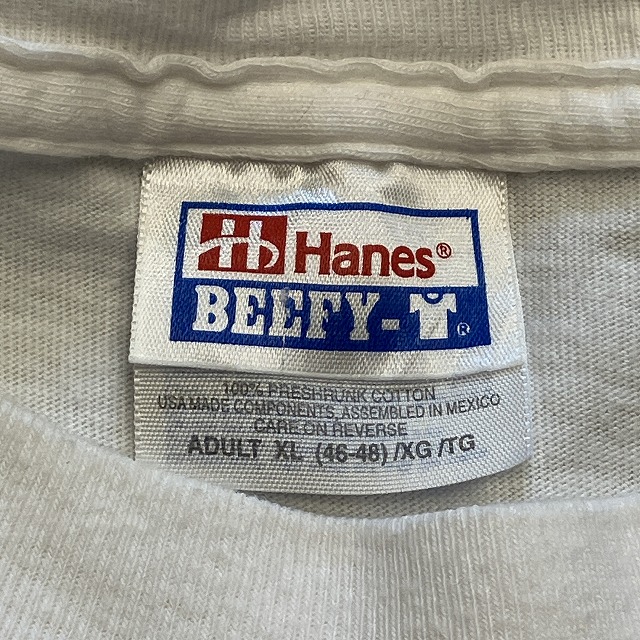 Hanes®
BEEFY-®
100% PRESHRUNK COTTON
USA MADE COMPONENTS, ASSEMBLED IN MEXICO
CARE ON REVERSE
ADULT XL (46-48) /XG /TG